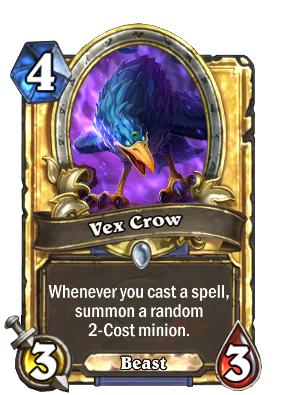 4
Vex Crow
Whenever you cast a spell,
summon a random
2-Cost minion.
3
Beast
3